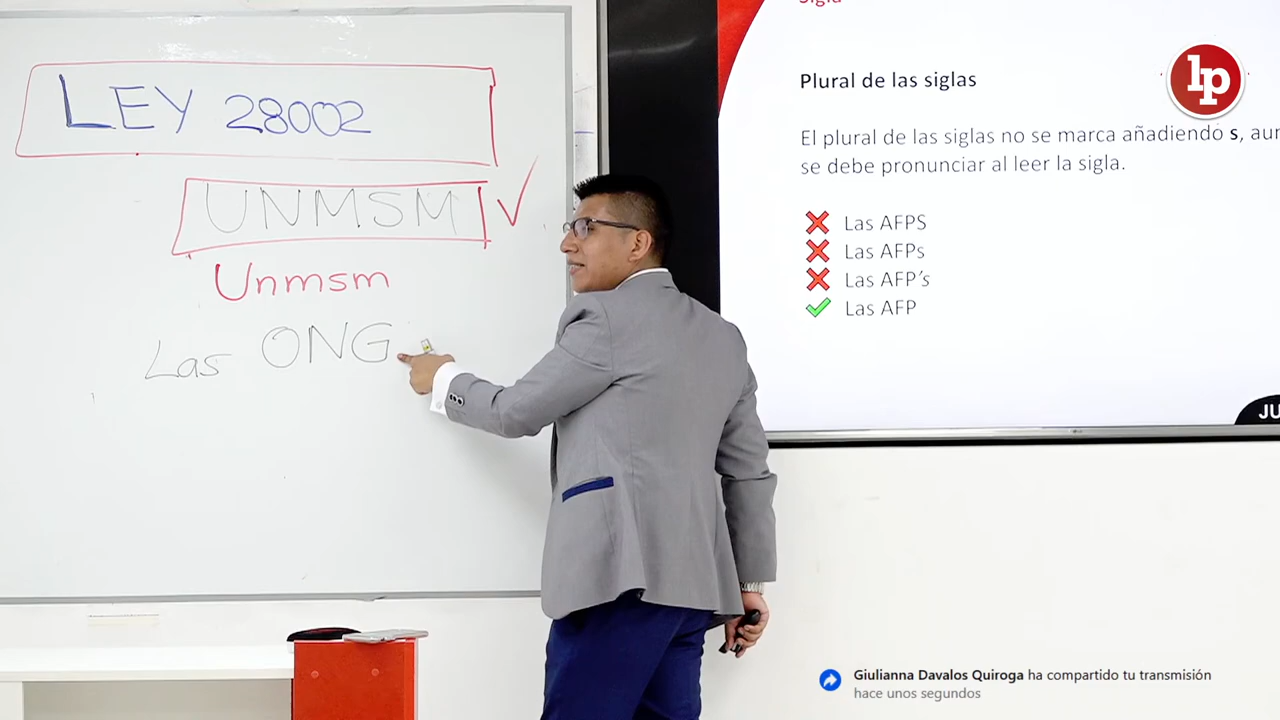 LEY 28002
UNMSM
Unmsm
Las ONG
Plural de las siglas
lp
El plural de las siglas no se marca añadiendo s,
se debe pronunciar al leer la sigla.
Las AFPS
Las AFPs
Las AFP's
Las AFP
JU
Giulianna Davalos Quiroga ha compartido tu transmisión
hace unos segundos